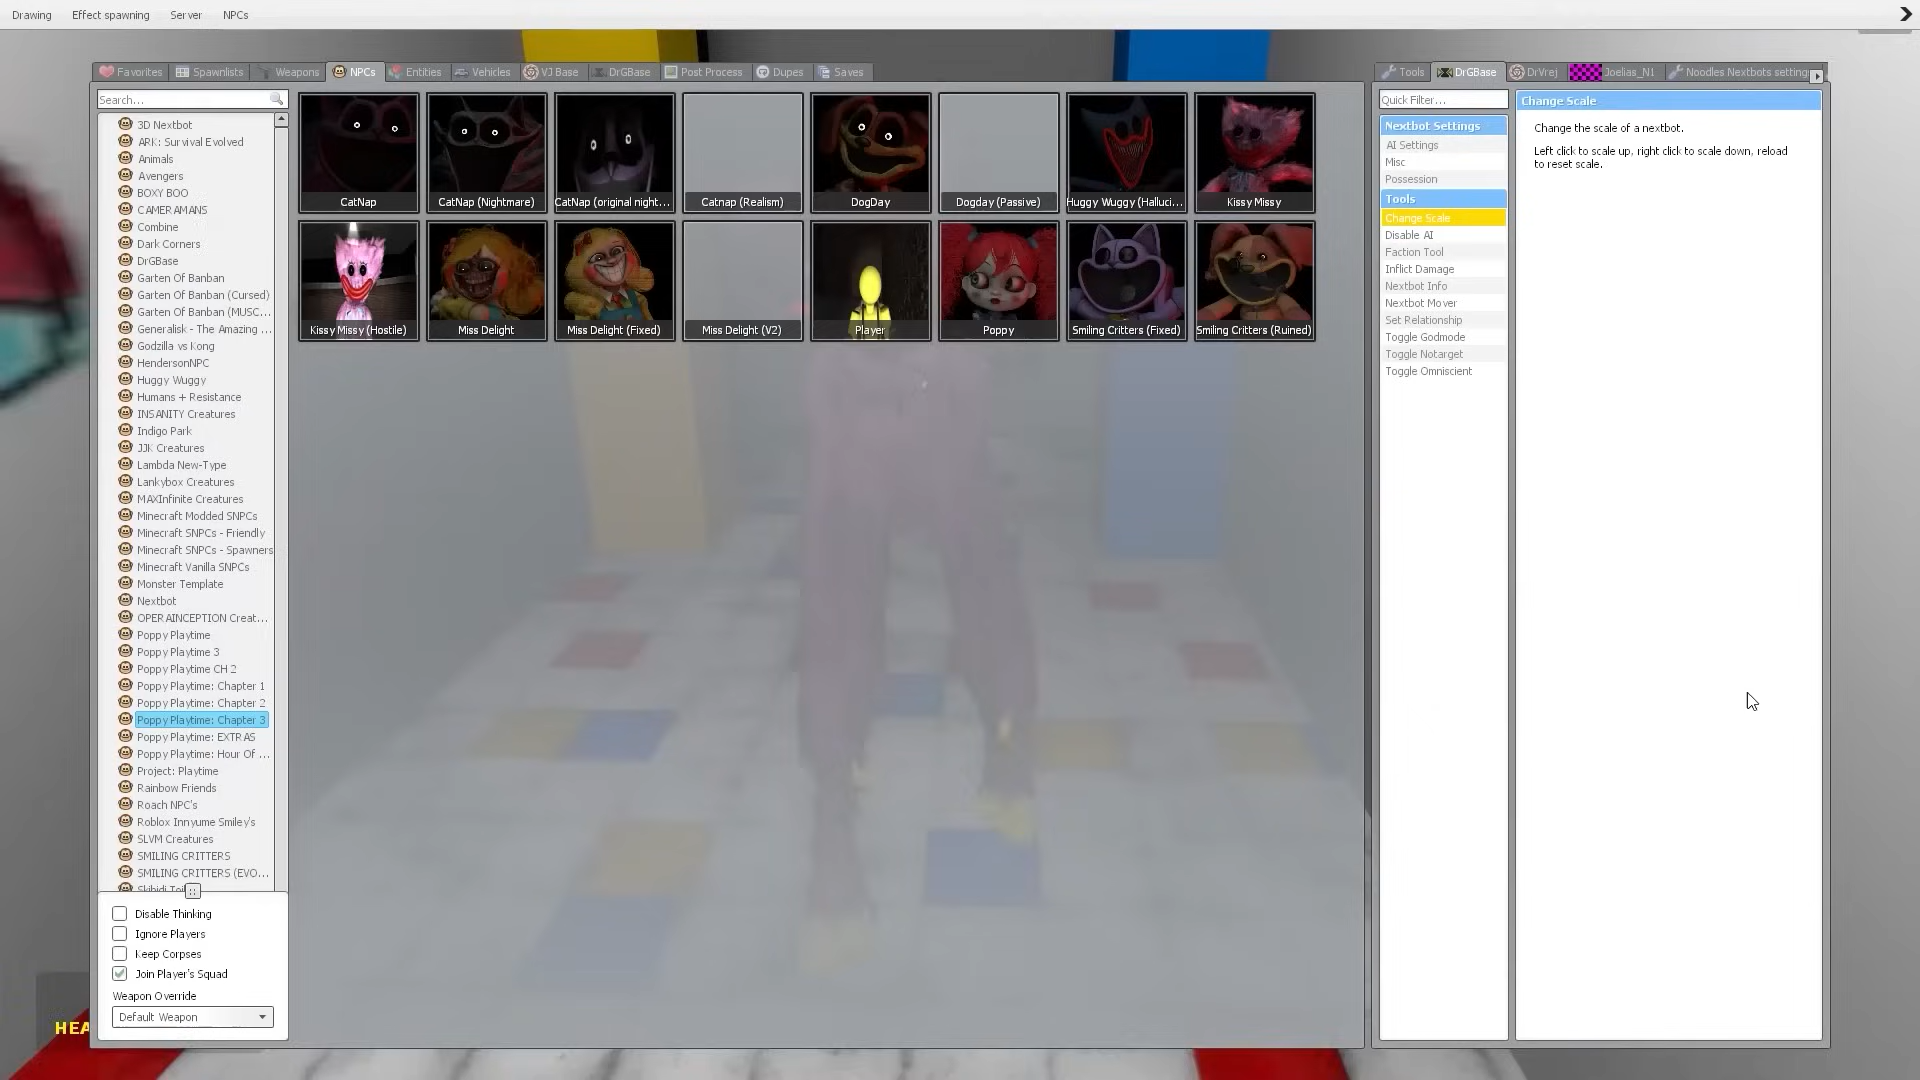 Drawing
Effect spawning
Server
NPCs
Favorites
Spawnlists
Weapons
NPCs
Entities
Vehicles
VJ Base
DrGBase
Post Process
Dupes
Saves
Search...
3D Nextbot
ARK: Survival Evolved
Animals
Avengers
BOXY BOO
CAMERAMANS
Combine
Dark Corners
DrGBase
Garten Of Banban
Garten Of Banban (Cursed)
Garten Of Banban (MUSC...
Generalisk - The Amazing ...
Godzilla vs Kong
HendersonNPC
Huggy Wuggy
Humans + Resistance
INSANITY Creatures
Indigo Park
JJK Creatures
Lambda New-Type
Lankybox Creatures
MAXInfinite Creatures
Minecraft Modded SNPCs
Minecraft SNPCs - Friendly
Minecraft SNPCs - Spawners
Minecraft Vanilla SNPCs
Monster Template
Nextbot
OPERAINCEPTION Creat...
Poppy Playtime
Poppy Playtime 3
Poppy Playtime CH 2
Poppy Playtime: Chapter 1
Poppy Playtime: Chapter 2
Poppy Playtime: Chapter 3
Poppy Playtime: EXTRAS
Poppy Playtime: Hour Of ...
Project: Playtime
Rainbow Friends
Roach NPC's
Roblox Innyume Smiley's
SLVM Creatures
SMILING CRITTERS
SMILING CRITTERS (EVO...
Disable Thinking
Ignore Players
Keep Corpses
Join Player's Squad
Weapon Override
Default Weapon
HEA
CatNap
CatNap (Nightmare)
CatNap (original night...
Catnap (Realism)
DogDay
Dogday (Passive)
Huggy Wuggy (Halluci...
Kissy Missy
Kissy Missy (Hostile)
Miss Delight
Miss Delight (Fixed)
Miss Delight (V2)
Player
Poppy
Smiling Critters (Fixed)
Smiling Critters (Ruined)
Tools
DrGBase
DrVrej
Joelias_N1
Noodles Nextbots setting
Quick Filter...
Nextbot Settings
AI Settings
Misc
Possession
Tools
Change Scale
Disable AI
Faction Tool
Inflict Damage
Nextbot Info
Nextbot Mover
Set Relationship
Toggle Godmode
Toggle Notarget
Toggle Omniscient
Change Scale
Change the scale of a nextbot.
Left click to scale up, right click to scale down, reload
to reset scale.